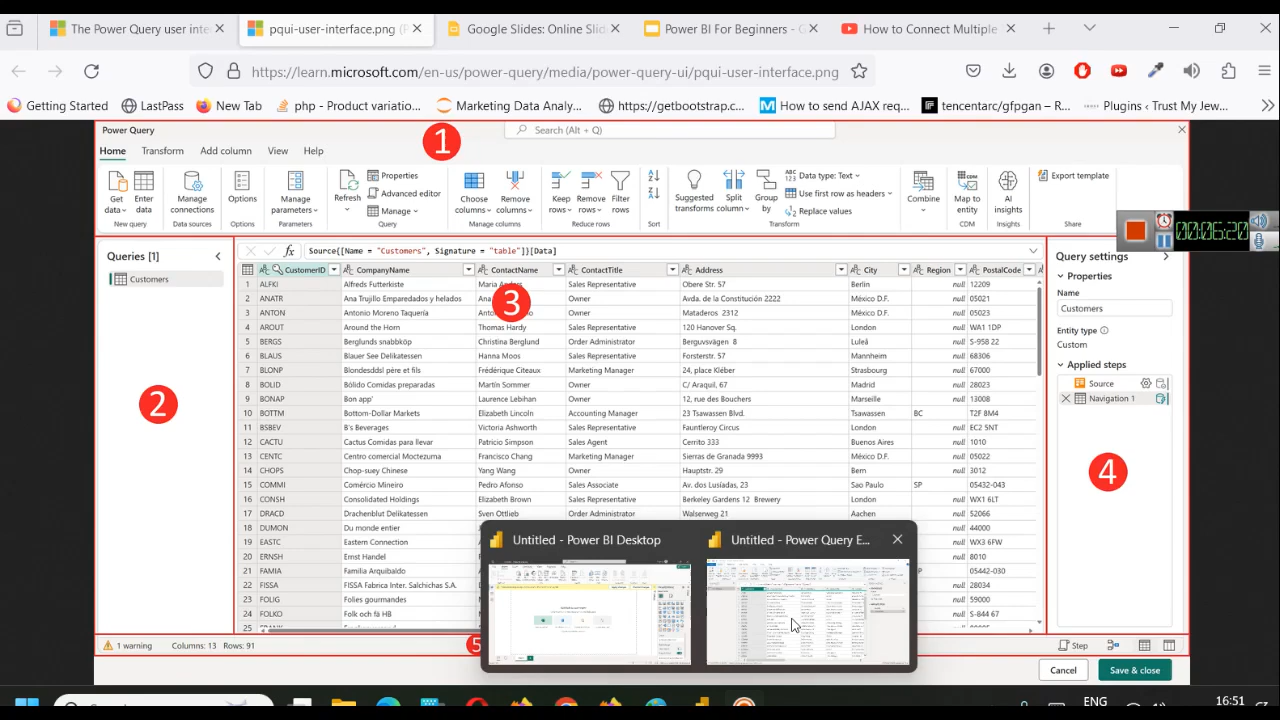 The Power Query user inte
pqui-user-interface.png (P
Google Slides: Online Slid
Power BI For Beginners - G
How to Connect Multiple
https://learn.microsoft.com/en-us/power-query/media/power-query-ui/pqui-user-interface.png
Getting Started
LastPass
New Tab
php - Product variatio...
Marketing Data Analy...
https://getbootstrap.c...
How to send AJAX req...
tencentarc/gfpgan – R...
Plugins ‹ Trust My Jew...
Power Query
Search (Alt + Q)
1
Home Transform Add column View Help
Get data
Enter data
Manage connections
Options
Manage parameters
Refresh
Properties
Advanced editor
Manage
Choose columns
Remove columns
Keep rows
Remove rows
Filter rows
Suggested transforms
Split column
Group by
Data type: Text
Use first row as headers
Replace values
Combine
Map to entity
AI insights
Export template
New query Data sources Options Parameters Query Manage columns Reduce rows Sort Transform Combine CDM Insights Share
00:06:20
Queries [1]
Customers
2
fx Source{[Name = "Customers", Signature = "table"]}[Data]
CustomerID CompanyName ContactName ContactTitle Address City Region PostalCode
1 ALFKI Alfreds Futterkiste Maria Anders Sales Representative Obere Str. 57 Berlin null 12209
2 ANATR Ana Trujillo Emparedados y helados Ana Owner Avda. de la Constitución 2222 México D.F. null 05021
3 ANTON Antonio Moreno Taquería Owner Mataderos 2312 México D.F. null 05023
3
4 AROUT Around the Horn Thomas Hardy Sales Representative 120 Hanover Sq. London null WA1 1DP
5 BERGS Berglunds snabbköp Christina Berglund Order Administrator Berguvsvägen 8 Luleå null S-958 22
6 BLAUS Blauer See Delikatessen Hanna Moos Sales Representative Forsterstr. 57 Mannheim null 68306
7 BLONP Blondesddsl père et fils Frédérique Citeaux Marketing Manager 24, place Kléber Strasbourg null 67000
8 BOLID Bólido Comidas preparadas Martín Sommer Owner C/ Araquil, 67 Madrid null 28023
9 BONAP Bon app' Laurence Lebihan Owner 12, rue des Bouchers Marseille null 13008
10 BOTTM Bottom-Dollar Markets Elizabeth Lincoln Accounting Manager 23 Tsawassen Blvd. Tsawassen BC T2F 8M4
11 BSBEV B's Beverages Victoria Ashworth Sales Representative Fauntleroy Circus London null EC2 5NT
12 CACTU Cactus Comidas para llevar Patricio Simpson Sales Agent Cerrito 333 Buenos Aires null 1010
13 CENTC Centro comercial Moctezuma Francisco Chang Marketing Manager Sierras de Granada 9993 México D.F. null 05022
14 CHOPS Chop-suey Chinese Yang Wang Owner Hauptstr. 29 Bern null 3012
15 COMMI Comércio Mineiro Pedro Afonso Sales Associate Av. dos Lusíadas, 23 Sao Paulo SP 05432-043
16 CONSH Consolidated Holdings Elizabeth Brown Sales Representative Berkeley Gardens 12 Brewery London null WX1 6LT
17 DRACD Drachenblut Delikatessen Sven Ottlieb Order Administrator Walserweg 21 Aachen null 52066
18 DUMON Du monde entier null 44000
19 EASTC Eastern Connection null WX3 6FW
20 ERNSH Ernst Handel null 8010
21 FAMIA Familia Arquibaldo SP 05442-030
22 FISSA FISSA Fabrica Inter. Salchichas S.A. null 28034
23 FOLIG Folies gourmandes null 59000
24 FOLKO Folk och fä HB null S-844 67
25
Query settings
Properties
Name
Customers
Entity type
Custom
Applied steps
Source
Navigation 1
4
Untitled - Power BI Desktop
Untitled - Power Query E...
1 warning Columns: 13 Rows: 91
5
Step
Cancel
Save & close
ENG
16:51